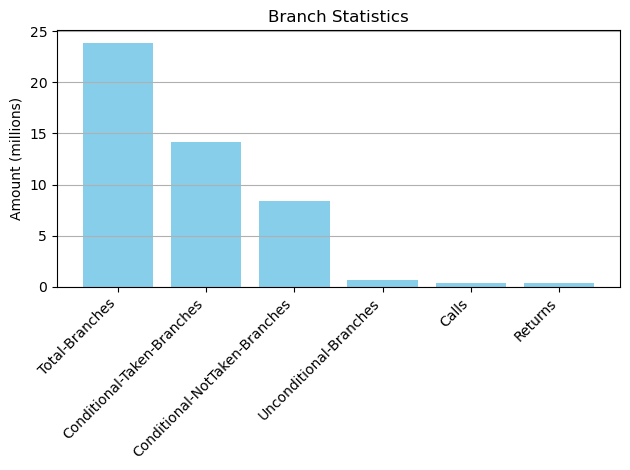 Branch Statistics
Amount (millions)
25
20
15
10
5
0
Total-Branches
Conditional-Taken-Branches
Conditional-NotTaken-Branches
Unconditional-Branches
Calls
Returns